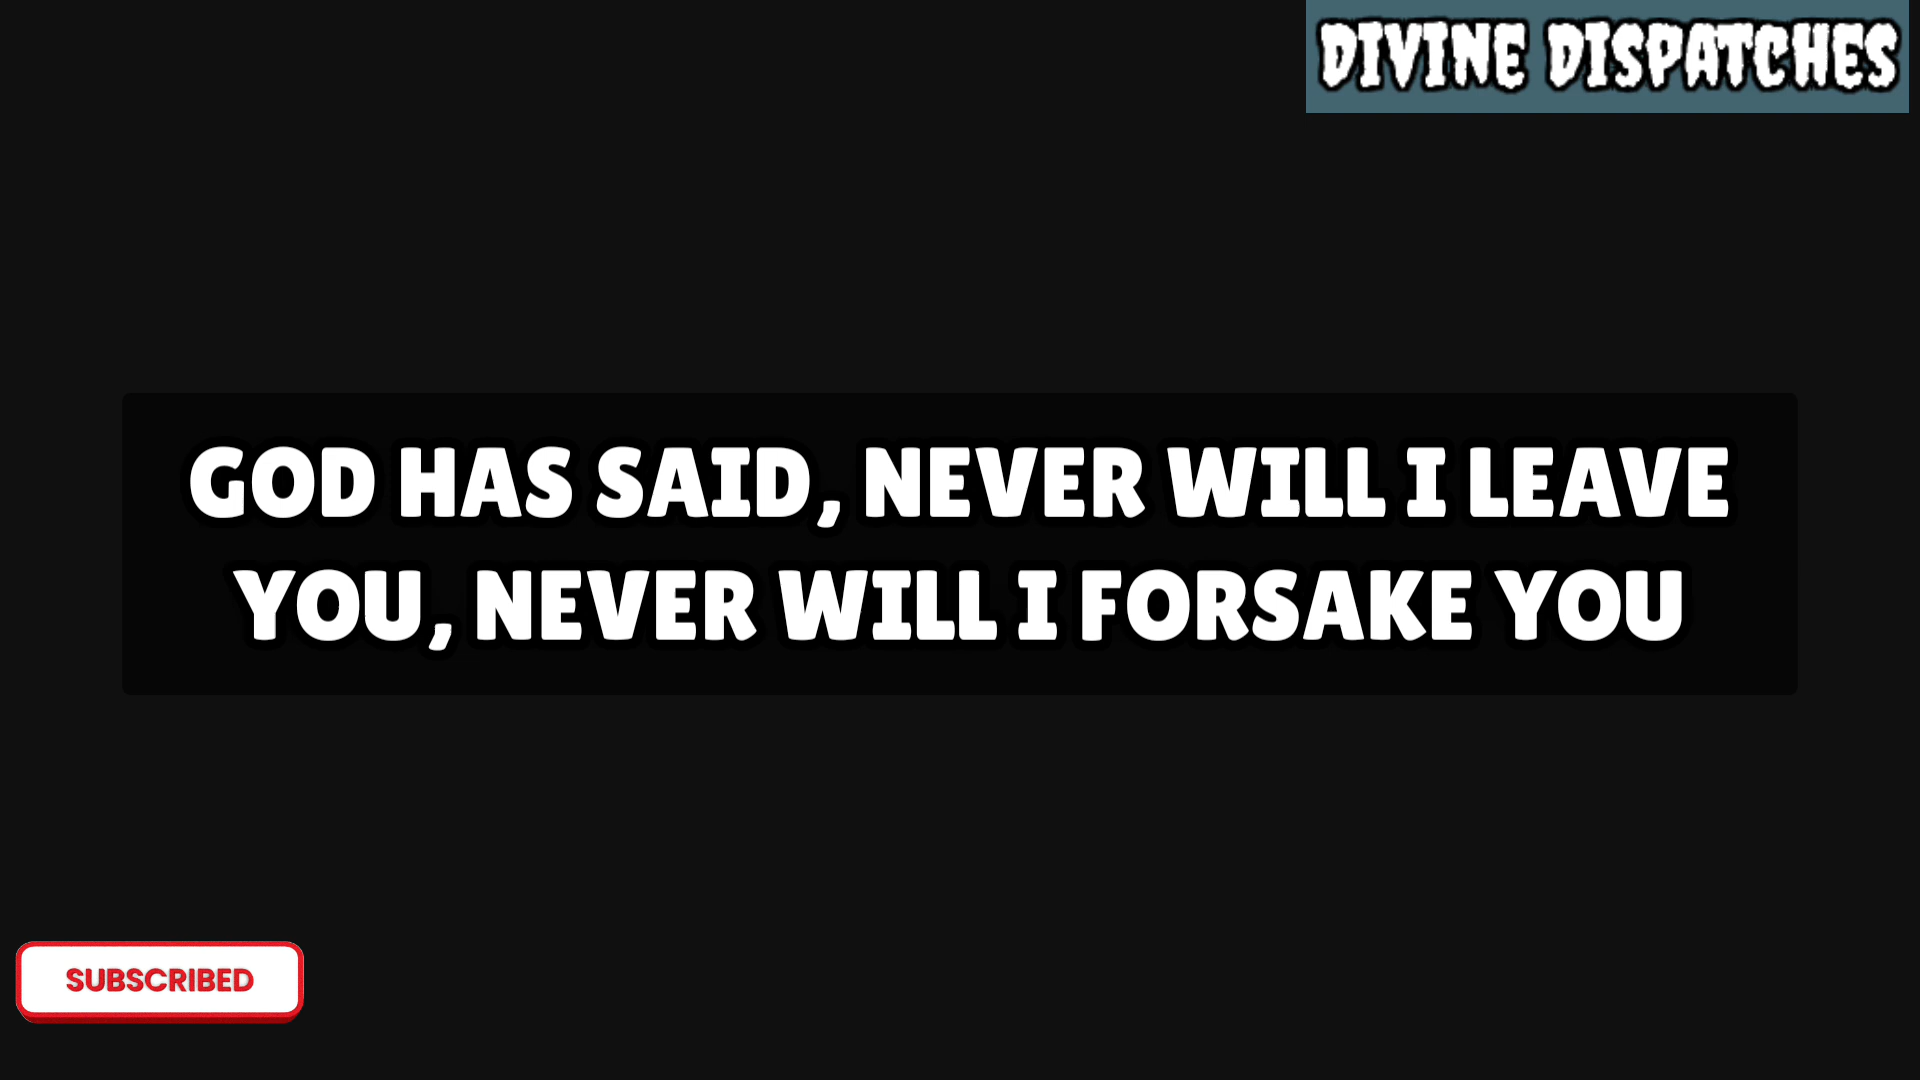 DIVINE DISPATCHES
GOD HAS SAID, NEVER WILL I LEAVE
YOU, NEVER WILL I FORSAKE YOU
SUBSCRIBED